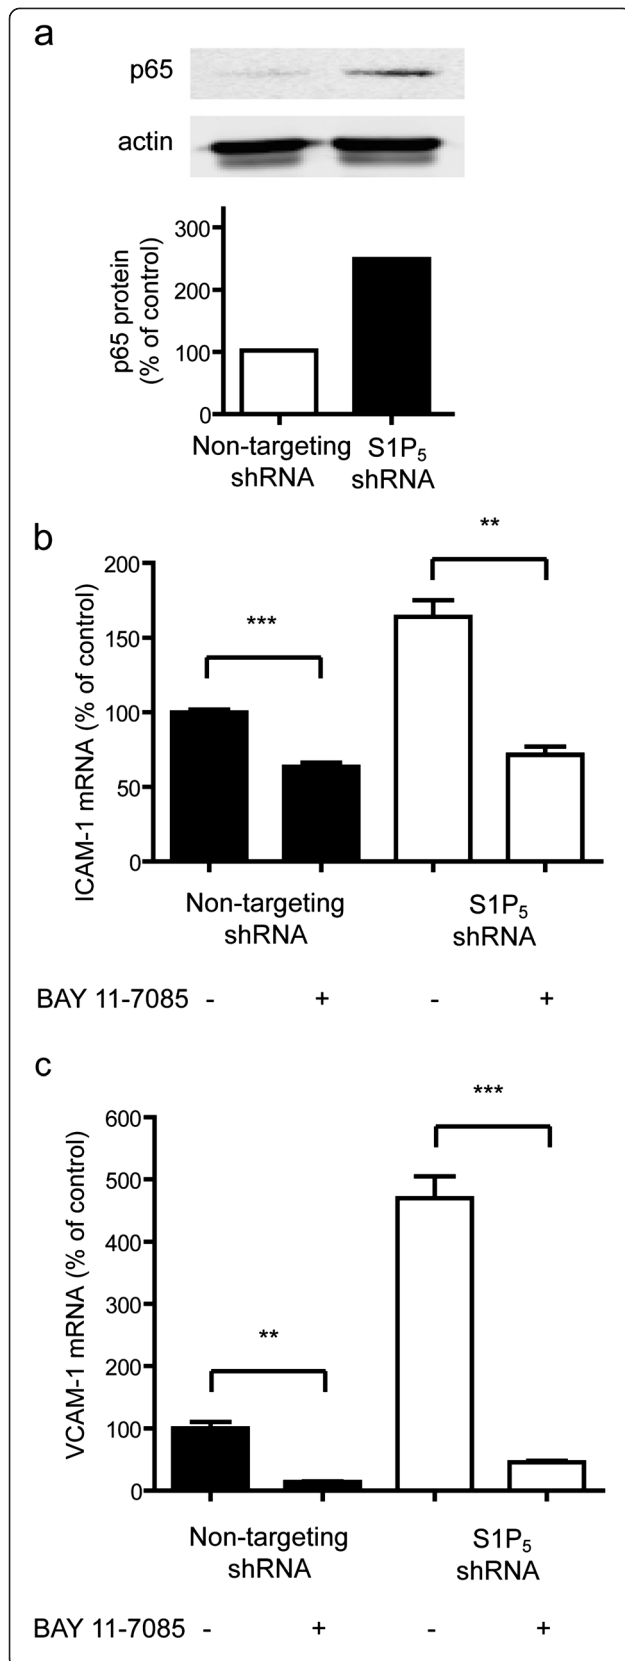 a
p65
actin
p65 protein
(% of control)
300
200
100
0
Non-targeting shRNA
S1P5 shRNA
b
ICAM-1 mRNA (% of control)
200
150
100
50
0
***
**
Non-targeting shRNA
S1P5 shRNA
BAY 11-7085 - + - +
c
VCAM-1 mRNA (% of control)
600
500
400
300
200
100
0
**
***
Non-targeting shRNA
S1P5 shRNA
BAY 11-7085 - + - +